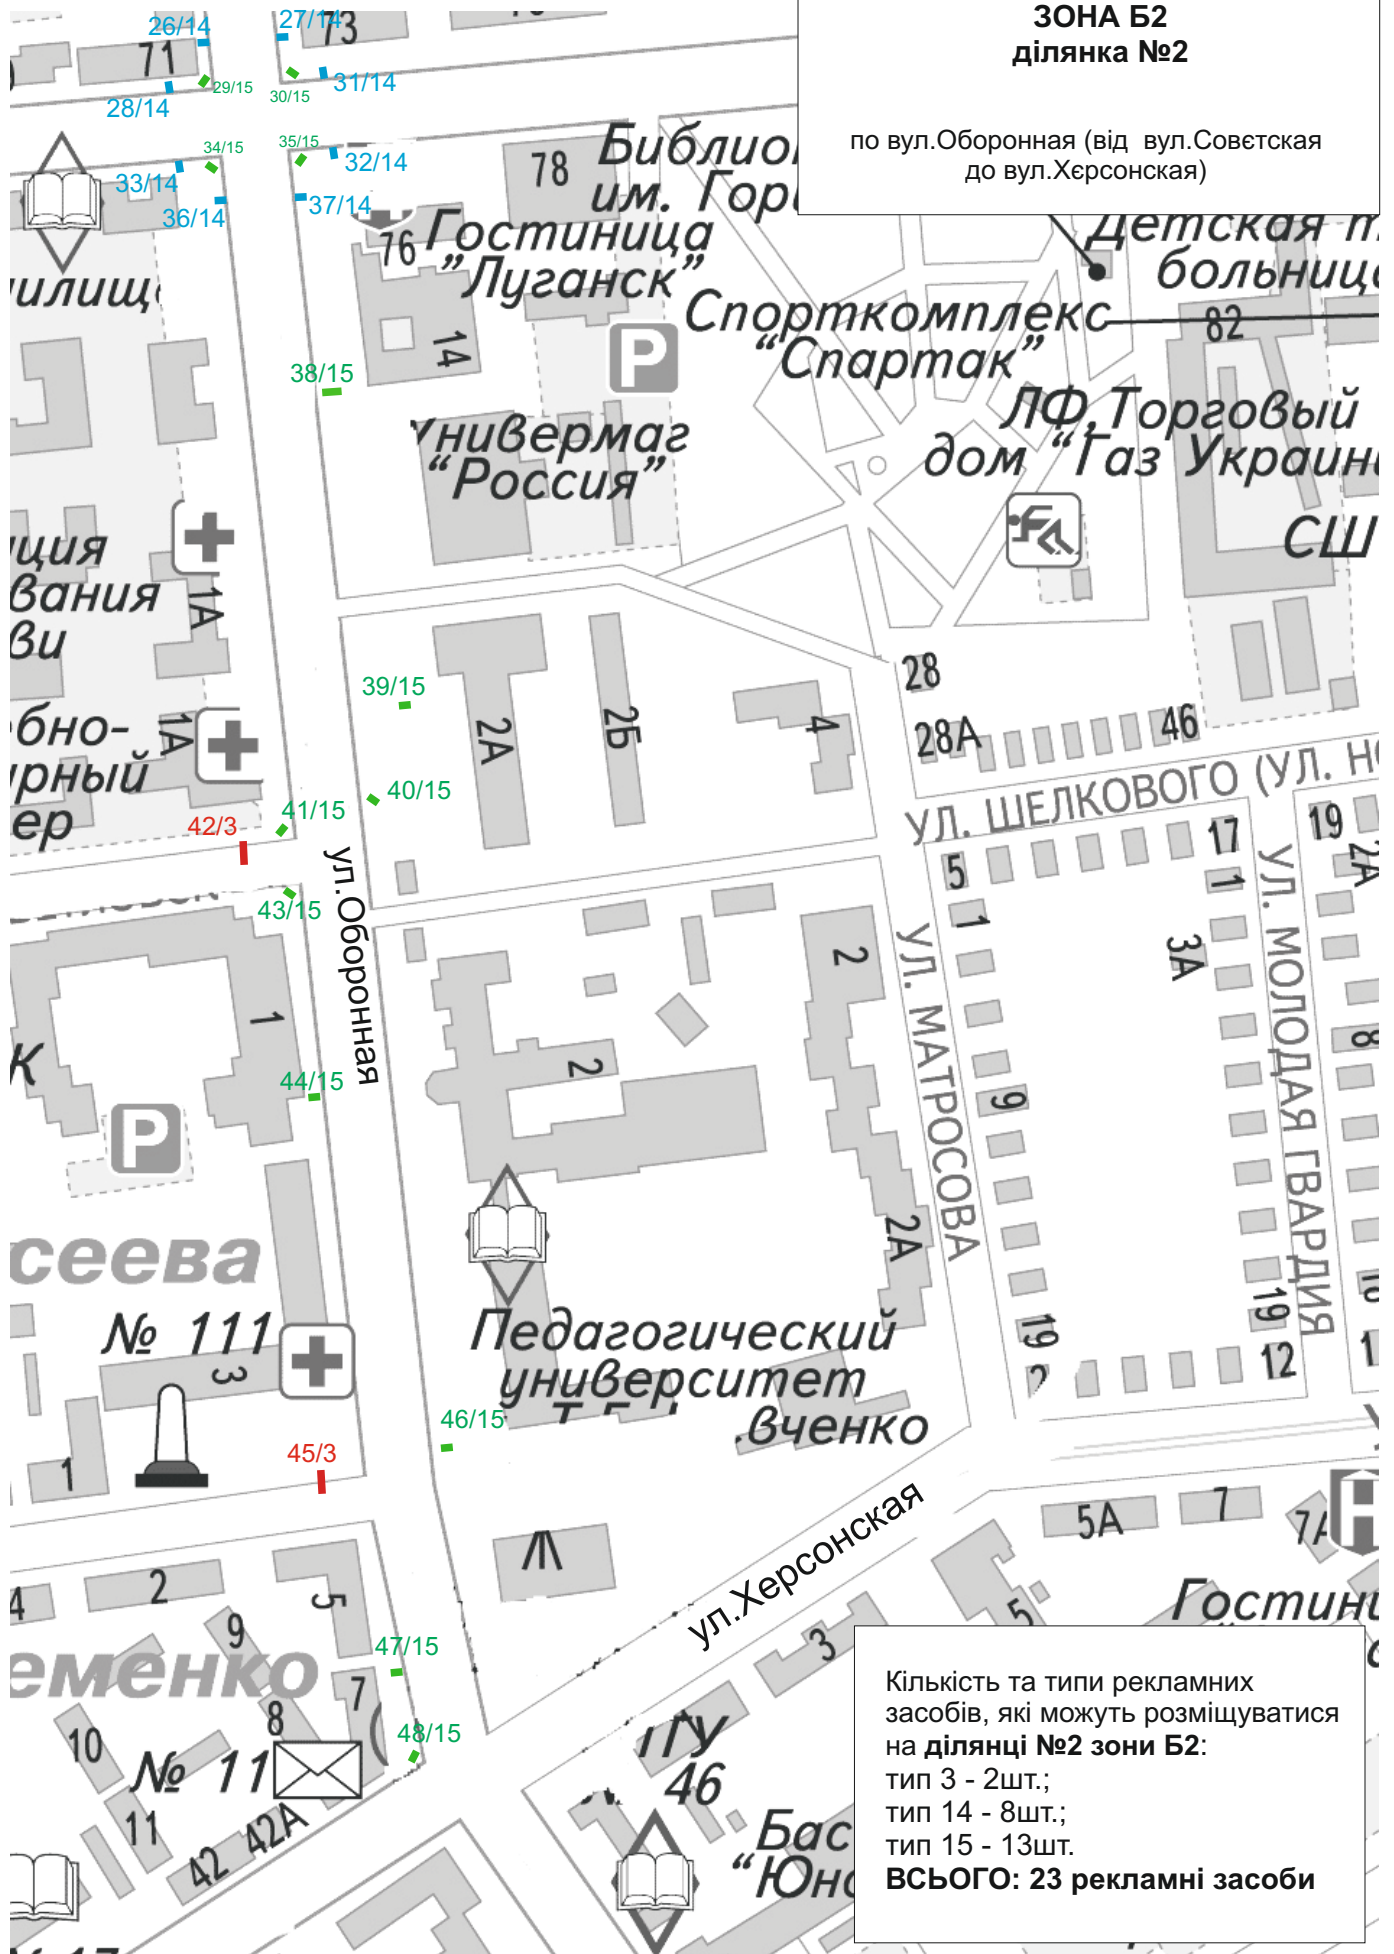 ЗОНА Б2
ділянка №2
по вул.Оборонная (від вул.Совєтская
до вул.Хєрсонская)
26/14
27/14
73
71
29/15
30/15
31/14
28/14
34/15
35/15
32/14
33/14
36/14
37/14
78
76
им.
Гостиница
"Луганск"
14
Детская
82
Спорткомплекс
"Спартак"
38/15
Универмаг
"Россия"
ЛФ,Торговый
дом "Газ
СШ
1А
39/15
2А
2Б
4
28
28А
46
1А
40/15
41/15
42/3
УЛ. ШЕЛКОВОГО (УЛ.
43/15
ул.Оборонная
5
17
19
2А
1
1
3А
2
УЛ. МАТРОСОВА
УЛ. МОЛОДАЯ ГВАРДИЯ
1
2
8
9
44/15
2А
№ 111
3
19
19
2
12
Педагогический
университет
46/15
45/3
1
5А
7
7А
ул.Херсонская
4
2
5
9
3
5
47/15
7
8
10
48/15
№ 11
46
11
42
42А
Кількість та типи рекламних
засобів, які можуть розміщуватися
на ділянці №2 зони Б2:
тип 3 - 2шт.;
тип 14 - 8шт.;
тип 15 - 13шт.
ВСЬОГО: 23 рекламні засоби